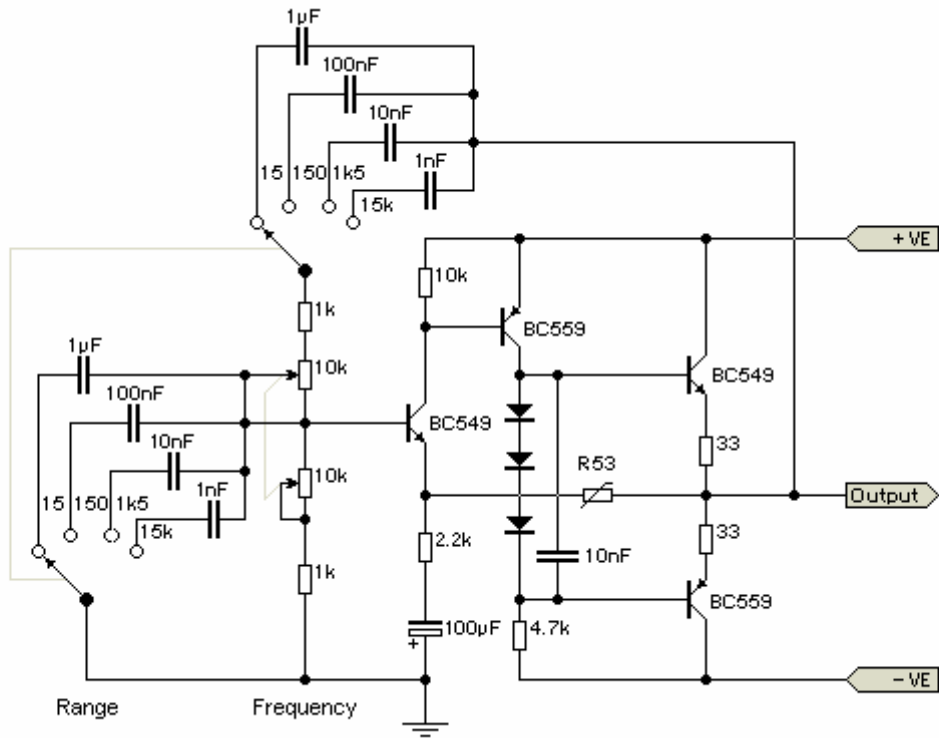 1µF
100nF
10nF
1nF
15 150 1k5
15k
+ VE
10k
1k
BC559
1µF
10k
BC549
100nF
BC549
10nF
10k
33
R53
15 150 1k5
1nF
15k
Output
2.2k
33
1k
10nF
BC559
100µF
+
4.7k
- VE
Range
Frequency